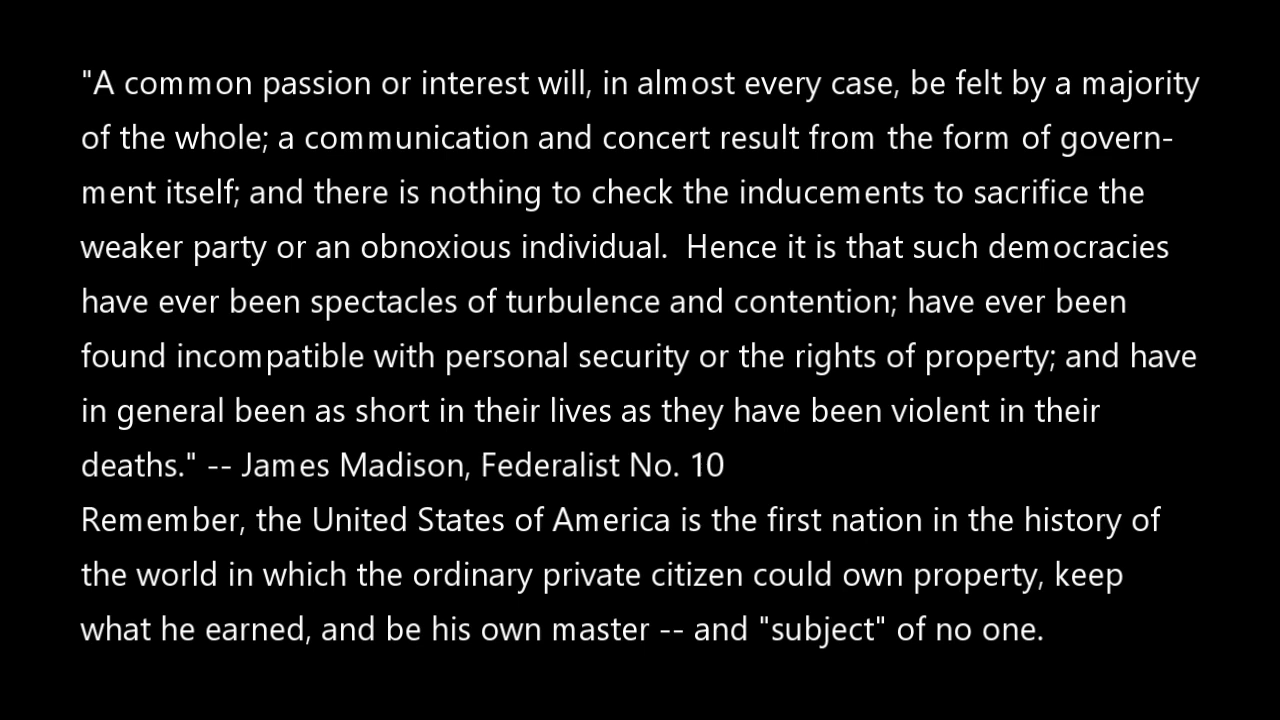 "A common passion or interest will, in almost every case, be felt by a majority
of the whole; a communication and concert result from the form of govern-
ment itself; and there is nothing to check the inducements to sacrifice the
weaker party or an obnoxious individual.  Hence it is that such democracies
have ever been spectacles of turbulence and contention; have ever been
found incompatible with personal security or the rights of property; and have
in general been as short in their lives as they have been violent in their
deaths." -- James Madison, Federalist No. 10
Remember, the United States of America is the first nation in the history of
the world in which the ordinary private citizen could own property, keep
what he earned, and be his own master -- and "subject" of no one.